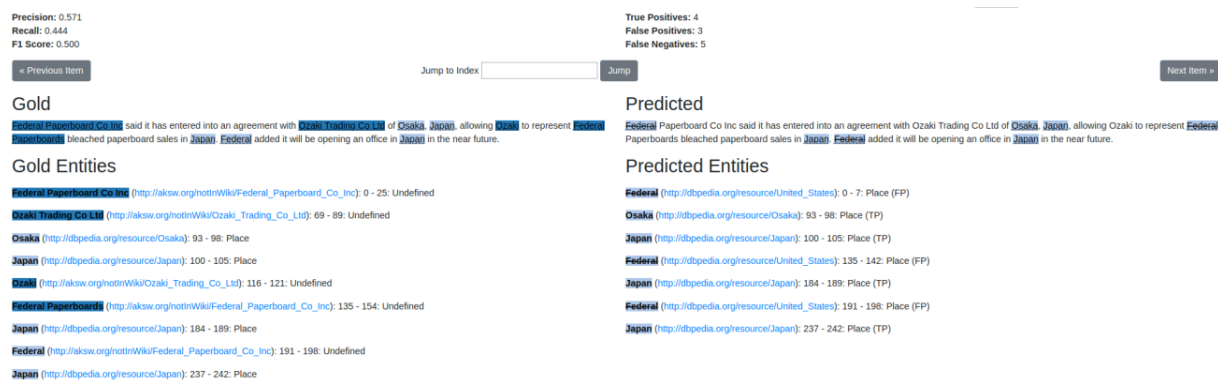 Precision: 0.571
Recall: 0.444
F1 Score: 0.500
True Positives: 4
False Positives: 3
False Negatives: 5
« Previous Item
Jump to Index
Jump
Next Item »
Gold
Federal Paperboard Co Inc said it has entered into an agreement with Ozaki Trading Co Ltd of Osaka, Japan, allowing Ozaki to represent Federal
Paperboards bleached paperboard sales in Japan. Federal added it will be opening an office in Japan in the near future.
Gold Entities
Federal Paperboard Co Inc (http://aksw.org/notInWiki/Federal_Paperboard_Co_Inc): 0 - 25: Undefined
Ozaki Trading Co Ltd (http://aksw.org/notInWiki/Ozaki_Trading_Co_Ltd): 69 - 89: Undefined
Osaka (http://dbpedia.org/resource/Osaka): 93 - 98: Place
Japan (http://dbpedia.org/resource/Japan): 100 - 105: Place
Ozaki (http://aksw.org/notInWiki/Ozaki_Trading_Co_Ltd): 116 - 121: Undefined
Federal Paperboards (http://aksw.org/notInWiki/Federal_Paperboard_Co_Inc): 135 - 154: Undefined
Japan (http://dbpedia.org/resource/Japan): 184 - 189: Place
Federal (http://aksw.org/notInWiki/Federal_Paperboard_Co_Inc): 191 - 198: Undefined
Japan (http://dbpedia.org/resource/Japan): 237 - 242: Place
Predicted
Federal Paperboard Co Inc said it has entered into an agreement with Ozaki Trading Co Ltd of Osaka, Japan, allowing Ozaki to represent Federal
Paperboards bleached paperboard sales in Japan. Federal added it will be opening an office in Japan in the near future.
Predicted Entities
Federal (http://dbpedia.org/resource/United_States): 0 - 7: Place (FP)
Osaka (http://dbpedia.org/resource/Osaka): 93 - 98: Place (TP)
Japan (http://dbpedia.org/resource/Japan): 100 - 105: Place (TP)
Federal (http://dbpedia.org/resource/United_States): 135 - 142: Place (FP)
Japan (http://dbpedia.org/resource/Japan): 184 - 189: Place (TP)
Federal (http://dbpedia.org/resource/United_States): 191 - 198: Place (FP)
Japan (http://dbpedia.org/resource/Japan): 237 - 242: Place (TP)